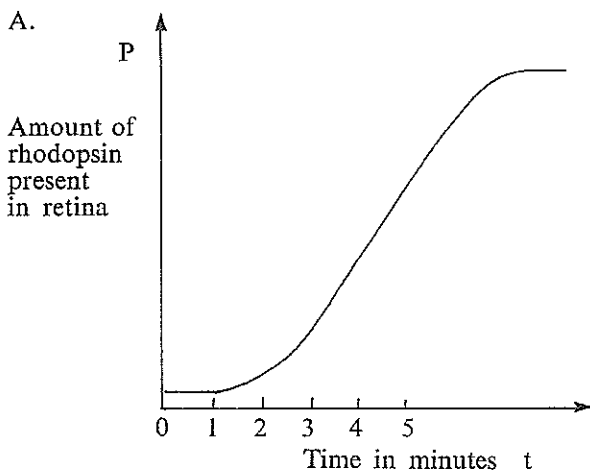 A.
P
Amount of
rhodopsin
present
in retina
0 1 2 3 4 5
Time in minutes t